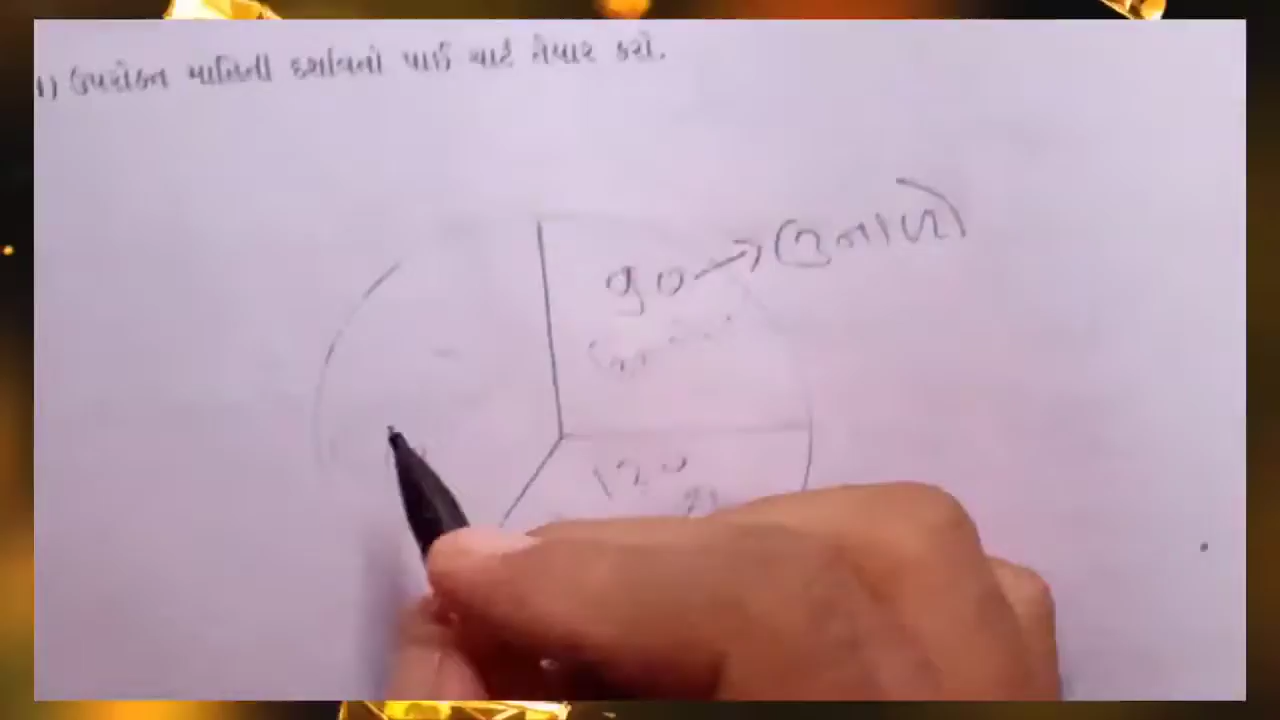 1) ઉપરોક્ત માહિતી દર્શાવતો પાઈ ચાર્ટ તૈયાર કરો.
90 → ઉનાળો
120